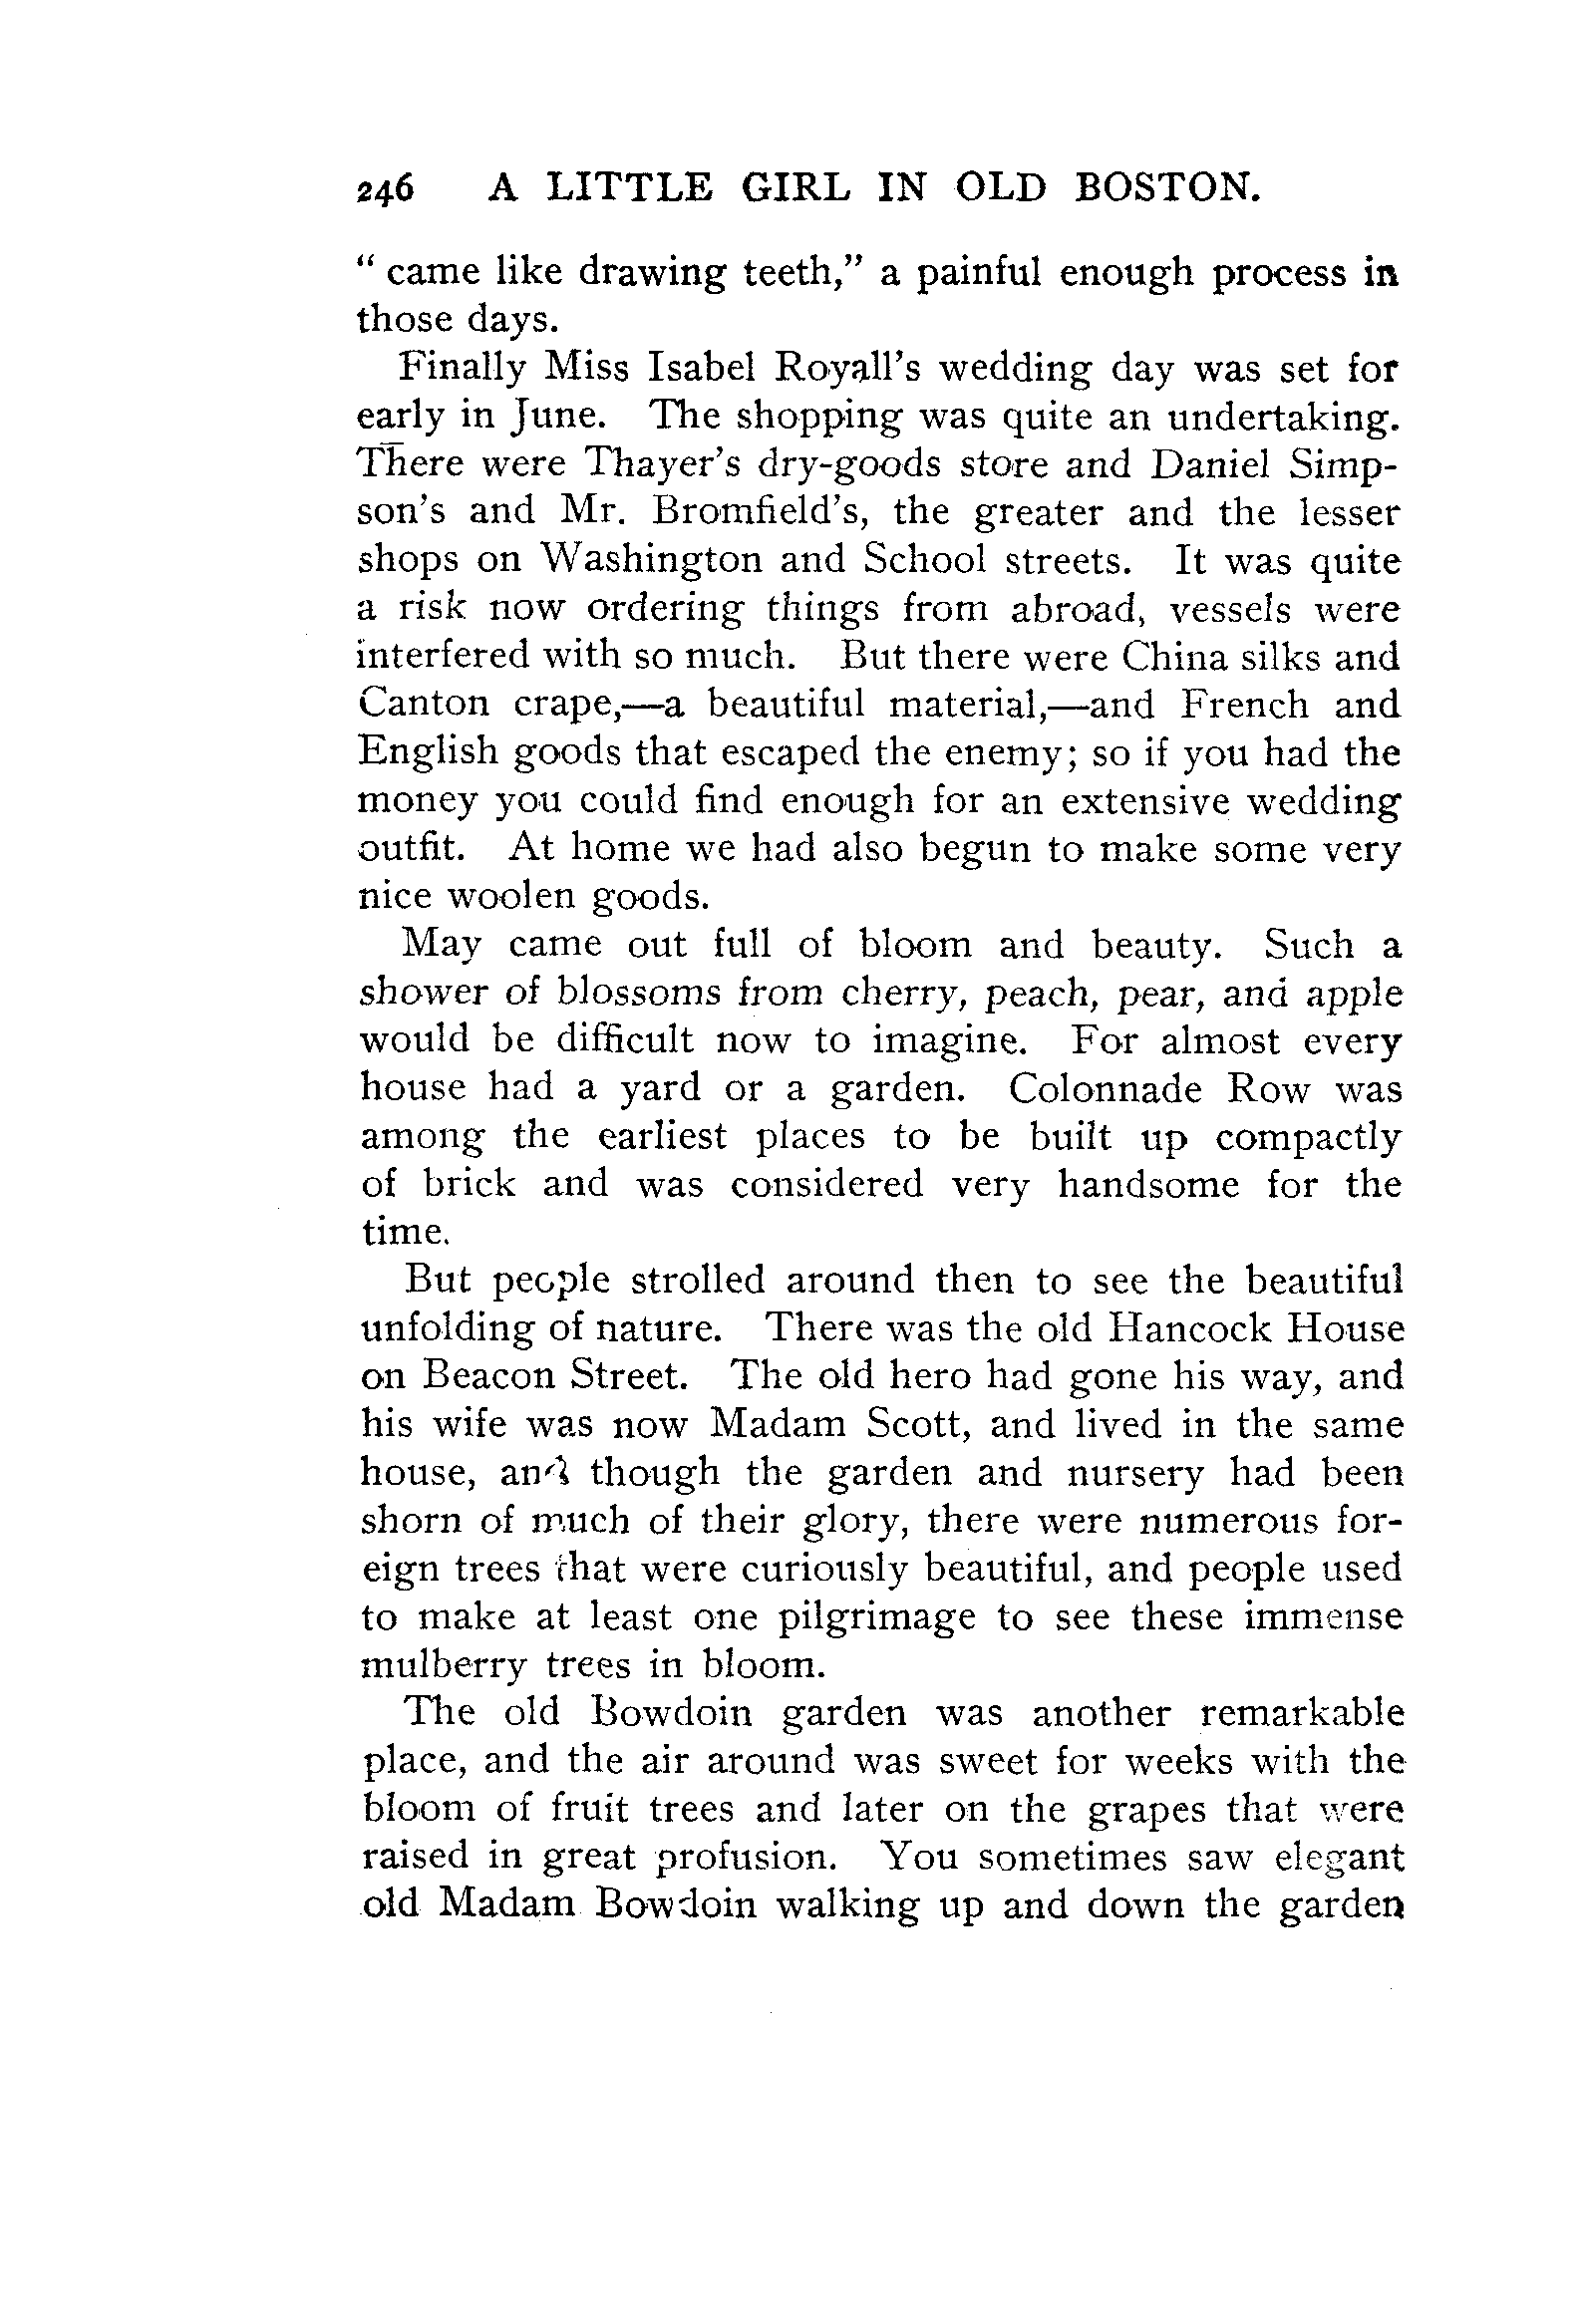 246 A LITTLE GIRL IN OLD BOSTON.
“ came like drawing teeth,” a painful enough process in
those days.
Finally Miss Isabel Royall’s wedding day was set for
early in June. The shopping was quite an undertaking.
There were Thayer’s dry-goods store and Daniel Simp-
son’s and Mr. Bromfield’s, the greater and the lesser
shops on Washington and School streets. It was quite
a risk now ordering things from abroad, vessels were
interfered with so much. But there were China silks and
Canton crape,—a beautiful material,—and French and
English goods that escaped the enemy; so if you had the
money you could find enough for an extensive wedding
outfit. At home we had also begun to make some very
nice woolen goods.
May came out full of bloom and beauty. Such a
shower of blossoms from cherry, peach, pear, and apple
would be difficult now to imagine. For almost every
house had a yard or a garden. Colonnade Row was
among the earliest places to be built up compactly
of brick and was considered very handsome for the
time.
But people strolled around then to see the beautiful
unfolding of nature. There was the old Hancock House
on Beacon Street. The old hero had gone his way, and
his wife was now Madam Scott, and lived in the same
house, and though the garden and nursery had been
shorn of much of their glory, there were numerous for-
eign trees that were curiously beautiful, and people used
to make at least one pilgrimage to see these immense
mulberry trees in bloom.
The old Bowdoin garden was another remarkable
place, and the air around was sweet for weeks with the
bloom of fruit trees and later on the grapes that were
raised in great profusion. You sometimes saw elegant
old Madam Bowdoin walking up and down the garden